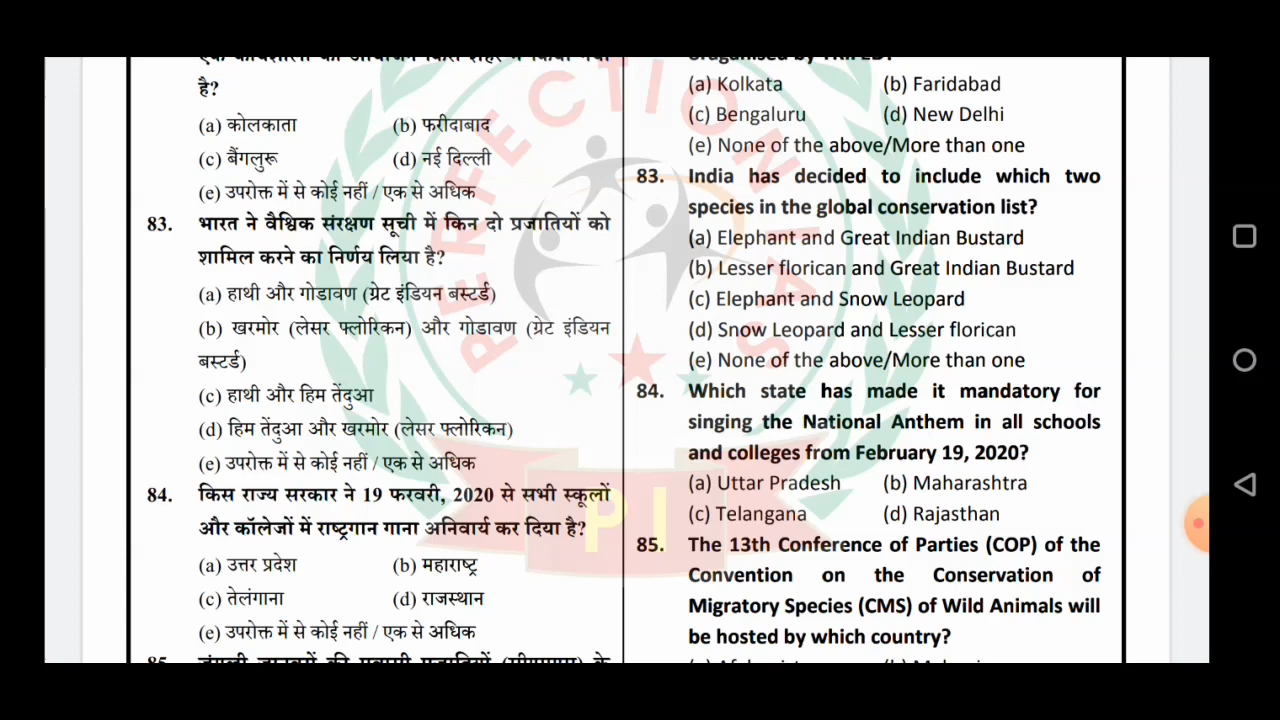 है?
(a) कोलकाता (b) फरीदाबाद
(c) बैंगलुरू (d) नई दिल्ली
(e) उपरोक्त में से कोई नहीं / एक से अधिक
83. भारत ने वैश्विक संरक्षण सूची में किन दो प्रजातियों को
शामिल करने का निर्णय लिया है?
(a) हाथी और गोडावण (ग्रेट इंडियन बस्टर्ड)
(b) खरमोर (लेसर फ्लोरिकन) और गोडावण (ग्रेट इंडियन
बस्टर्ड)
(c) हाथी और हिम तेंदुआ
(d) हिम तेंदुआ और खरमोर (लेसर फ्लोरिकन)
(e) उपरोक्त में से कोई नहीं / एक से अधिक
84. किस राज्य सरकार ने 19 फरवरी, 2020 से सभी स्कूलों
और कॉलेजों में राष्ट्रगान गाना अनिवार्य कर दिया है?
(a) उत्तर प्रदेश (b) महाराष्ट्र
(c) तेलंगाना (d) राजस्थान
(e) उपरोक्त में से कोई नहीं / एक से अधिक
(a) Kolkata (b) Faridabad
(c) Bengaluru (d) New Delhi
(e) None of the above/More than one
83. India has decided to include which two
species in the global conservation list?
(a) Elephant and Great Indian Bustard
(b) Lesser florican and Great Indian Bustard
(c) Elephant and Snow Leopard
(d) Snow Leopard and Lesser florican
(e) None of the above/More than one
84. Which state has made it mandatory for
singing the National Anthem in all schools
and colleges from February 19, 2020?
(a) Uttar Pradesh (b) Maharashtra
(c) Telangana (d) Rajasthan
85. The 13th Conference of Parties (COP) of the
Convention on the Conservation of
Migratory Species (CMS) of Wild Animals will
be hosted by which country?
PERFECTION IAS
PI